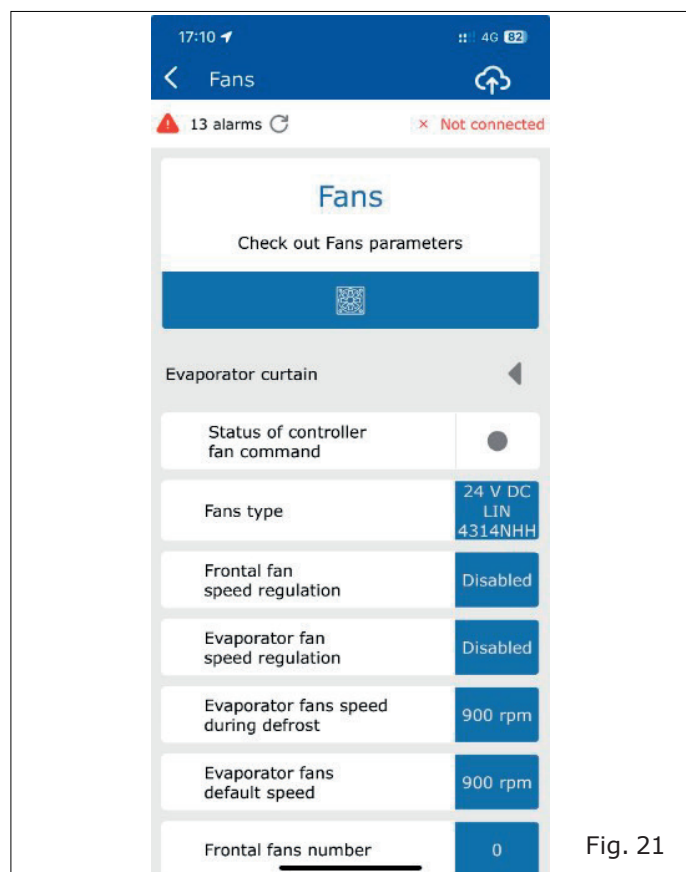 17:10
4G 82
Fans
13 alarms
× Not connected
Fans
Check out Fans parameters
Evaporator curtain
Status of controller
fan command
Fans type
24 V DC
LIN
4314NHH
Frontal fan
speed regulation
Disabled
Evaporator fan
speed regulation
Disabled
Evaporator fans speed
during defrost
900 rpm
Evaporator fans
default speed
900 rpm
Frontal fans number
0
Fig. 21